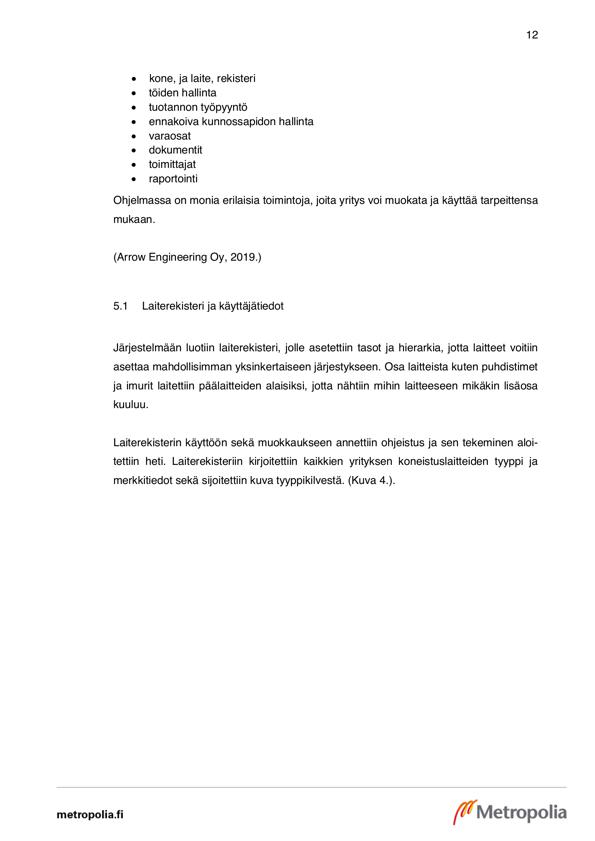 12
• kone, ja laite, rekisteri
• töiden hallinta
• tuotannon työpyyntö
• ennakoiva kunnossapidon hallinta
• varaosat
• dokumentit
• toimittajat
• raportointi
Ohjelmassa on monia erilaisia toimintoja, joita yritys voi muokata ja käyttää tarpeittensa
mukaan.
(Arrow Engineering Oy, 2019.)
5.1 Laiterekisteri ja käyttäjätiedot
Järjestelmään luotiin laiterekisteri, jolle asetettiin tasot ja hierarkia, jotta laitteet voitiin
asettaa mahdollisimman yksinkertaiseen järjestykseen. Osa laitteista kuten puhdistimet
ja imurit laitettiin päälaitteiden alaisiksi, jotta nähtiin mihin laitteeseen mikäkin lisäosa
kuuluu.
Laiterekisterin käyttöön sekä muokkaukseen annettiin ohjeistus ja sen tekeminen aloi-
tettiin heti. Laiterekisteriin kirjoitettiin kaikkien yrityksen koneistuslaitteiden tyyppi ja
merkkitiedot sekä sijoitettiin kuva tyyppikilvestä. (Kuva 4.).
metropolia.fi
Metropolia